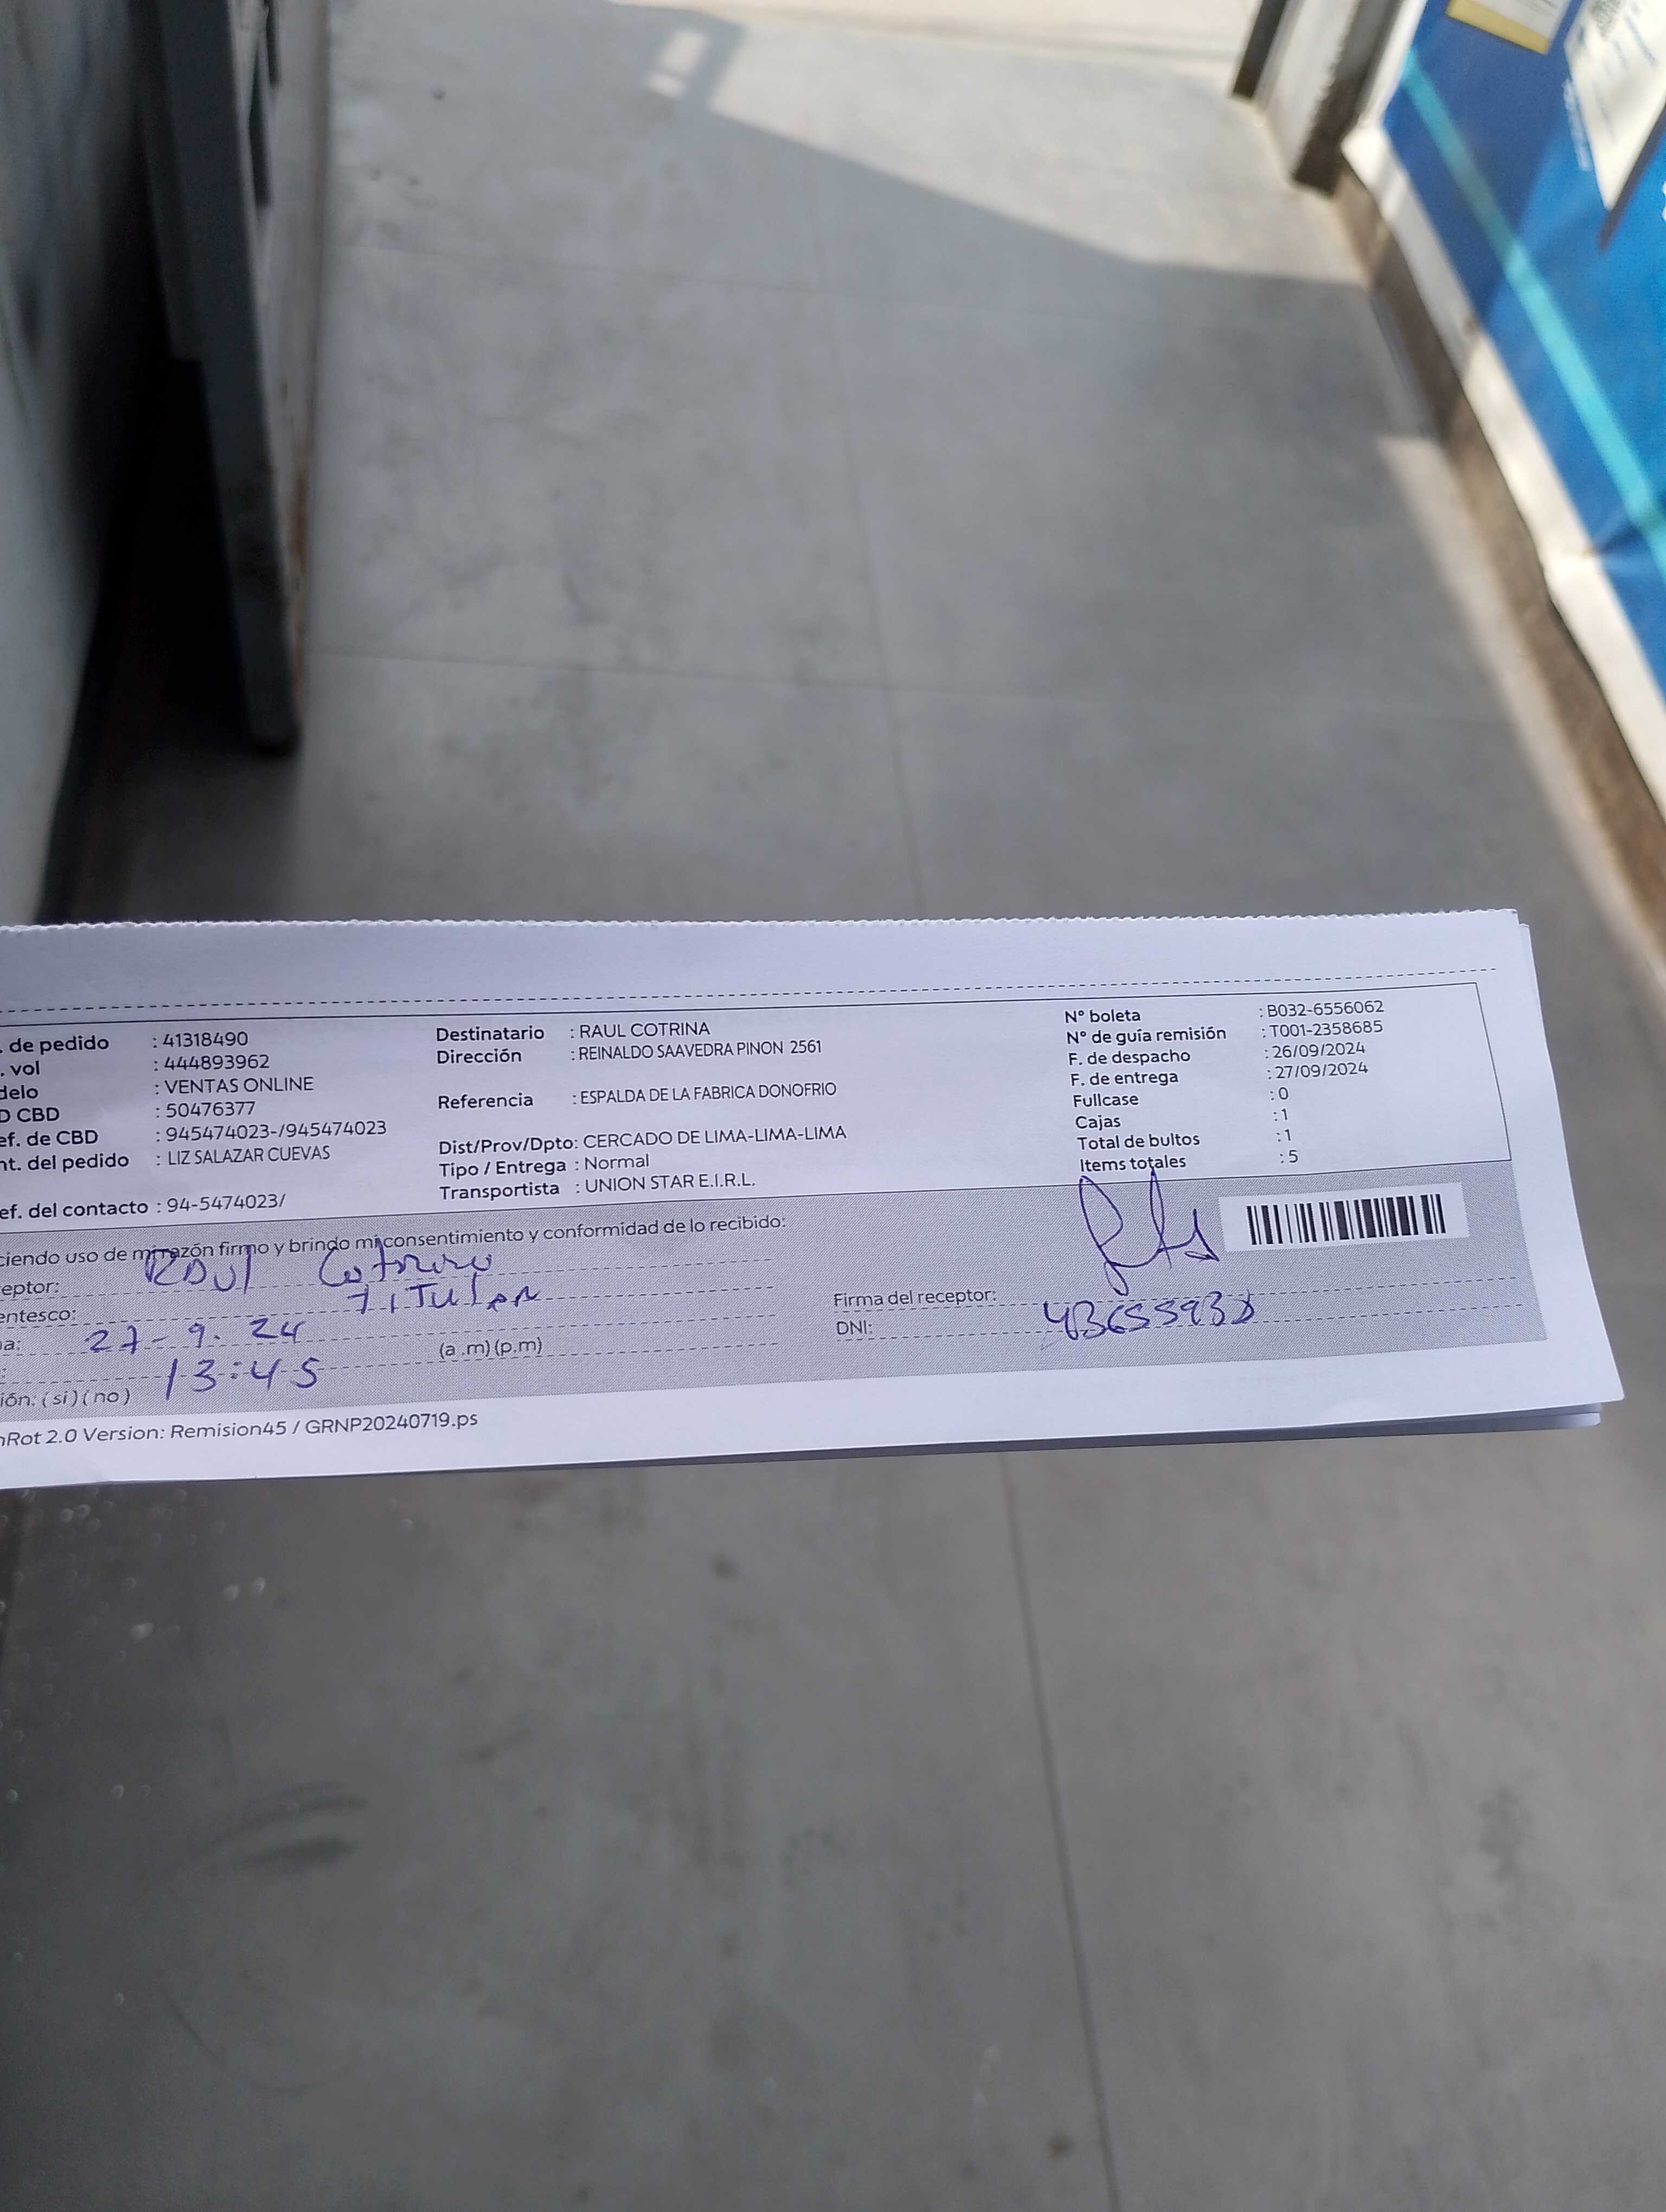 . de pedido : 41318490
. vol : 444893962
delo : VENTAS ONLINE
D CBD : 50476377
ef. de CBD : 945474023-/945474023
nt. del pedido : LIZ SALAZAR CUEVAS
ef. del contacto : 94-5474023/
Destinatario : RAUL COTRINA
Dirección : REINALDO SAAVEDRA PINON 2561
Referencia : ESPALDA DE LA FABRICA DONOFRIO
Dist/Prov/Dpto: CERCADO DE LIMA-LIMA-LIMA
Tipo / Entrega : Normal
Transportista : UNION STAR E.I.R.L.
N° boleta : B032-6556062
N° de guía remisión : T001-2358685
F. de despacho : 26/09/2024
F. de entrega : 27/09/2024
Fullcase : 0
Cajas : 1
Total de bultos : 1
Items totales : 5
ciendo uso de mi razón firmo y brindo mi consentimiento y conformidad de lo recibido:
eptor: Raul Cotrina
entesco: Titular
a: 27-9-24
: 13:45 (a .m) (p.m)
ión: ( si ) ( no )
Firma del receptor:
DNI:
nRot 2.0 Version: Remision45 / GRNP20240719.ps